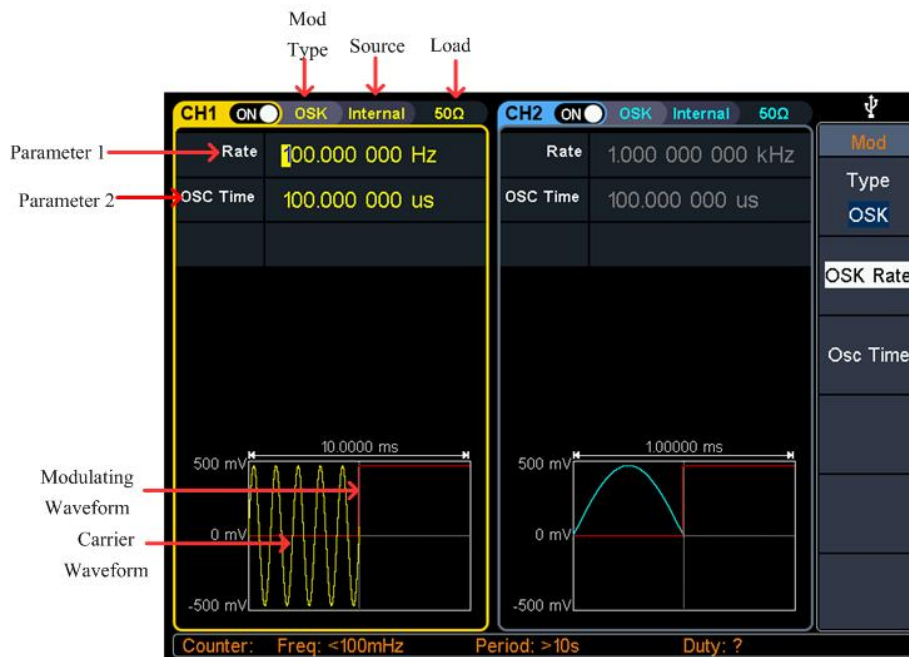 Mod
Type
Source
Load
CH1 ON OSK Internal 50Ω
CH2 ON OSK Internal 50Ω
Parameter 1
Rate 100.000 000 Hz
Parameter 2
OSC Time 100.000 000 us
Rate 1.000 000 000 kHz
OSC Time 100.000 000 us
Mod
Type
OSK
OSK Rate
Osc Time
10.0000 ms
500 mV
0 mV
-500 mV
Modulating
Waveform
Carrier
Waveform
1.00000 ms
500 mV
0 mV
-500 mV
Counter: Freq: <100mHz Period: >10s Duty: ?